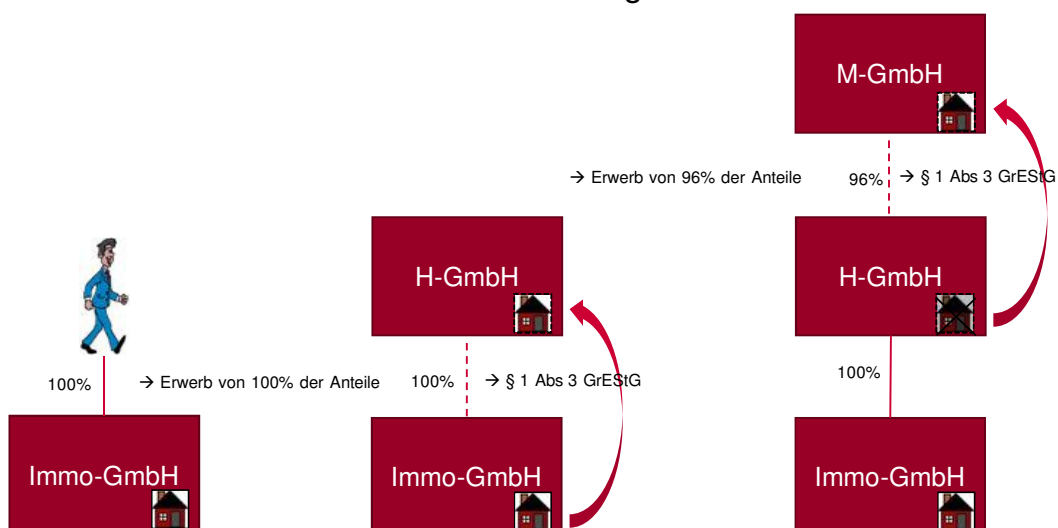 g
M-GmbH
→ Erwerb von 96% der Anteile
96%
→ § 1 Abs 3 GrEStG
H-GmbH
H-GmbH
100%
→ Erwerb von 100% der Anteile
100%
→ § 1 Abs 3 GrEStG
100%
Immo-GmbH
Immo-GmbH
Immo-GmbH